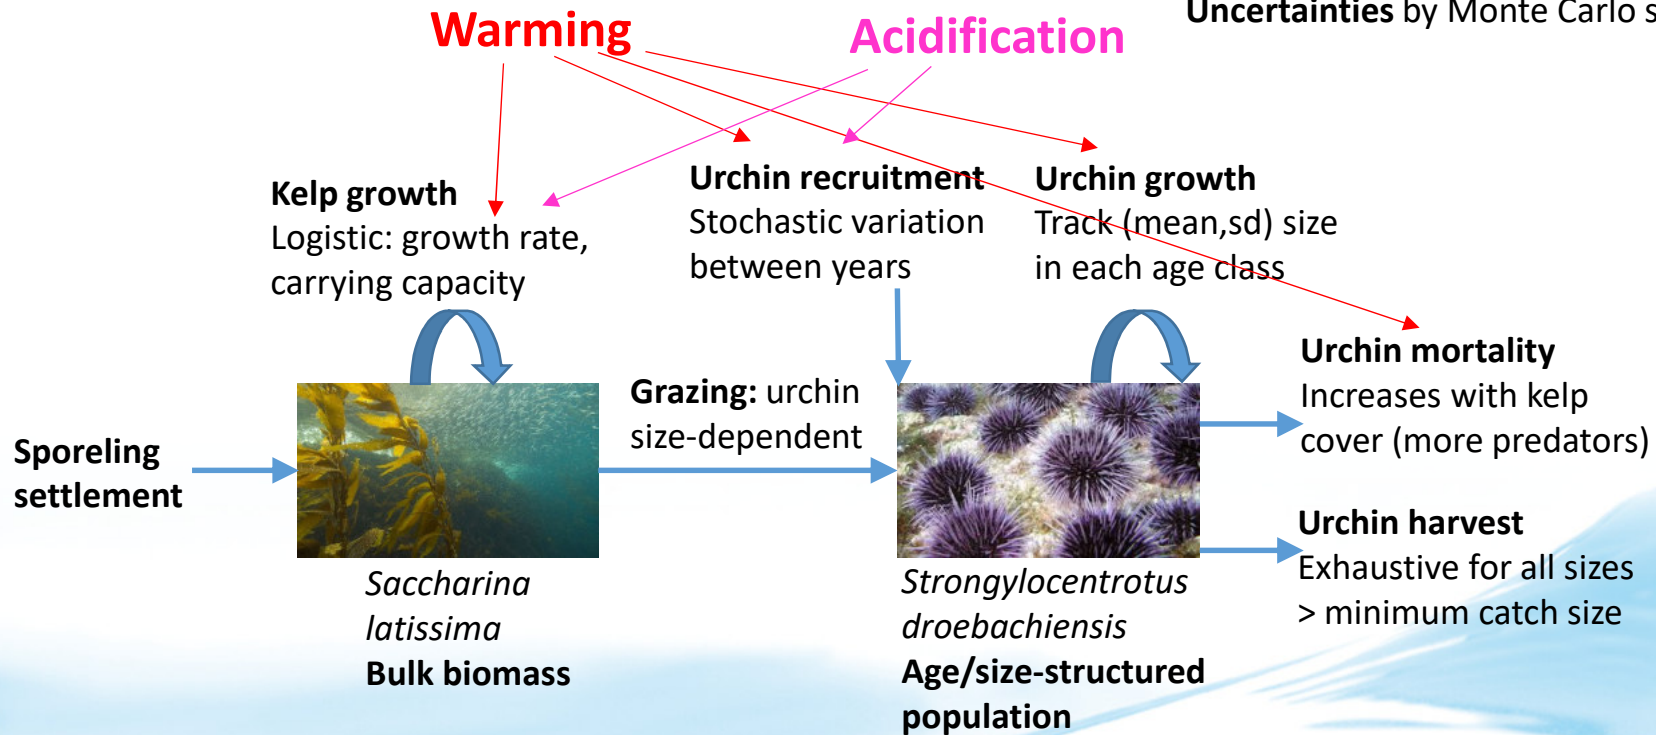 Uncertainties by Monte Carlo
Warming
Acidification
Kelp growth
Logistic: growth rate,
carrying capacity
Urchin recruitment
Stochastic variation
between years
Urchin growth
Track (mean,sd) size
in each age class
Urchin mortality
Increases with kelp
cover (more predators)
Grazing: urchin
size-dependent
Sporeling
settlement
Urchin harvest
Exhaustive for all sizes
> minimum catch size
Saccharina
latissima
Bulk biomass
Strongylocentrotus
droebachiensis
Age/size-structured
population